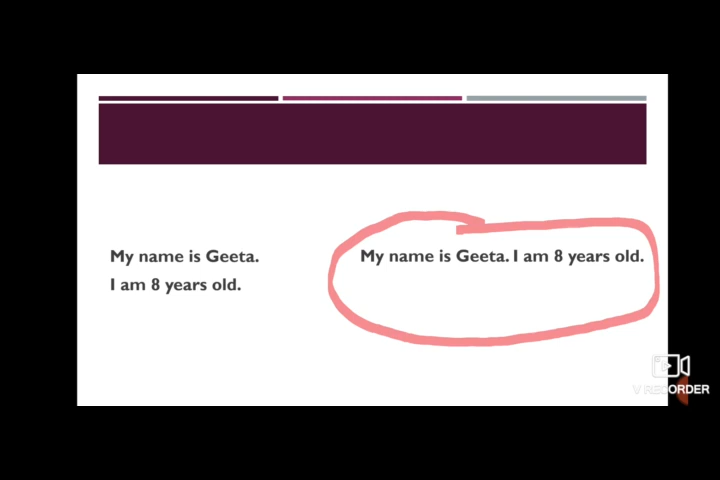 My name is Geeta.
I am 8 years old.
My name is Geeta. I am 8 years old.
V RECORDER